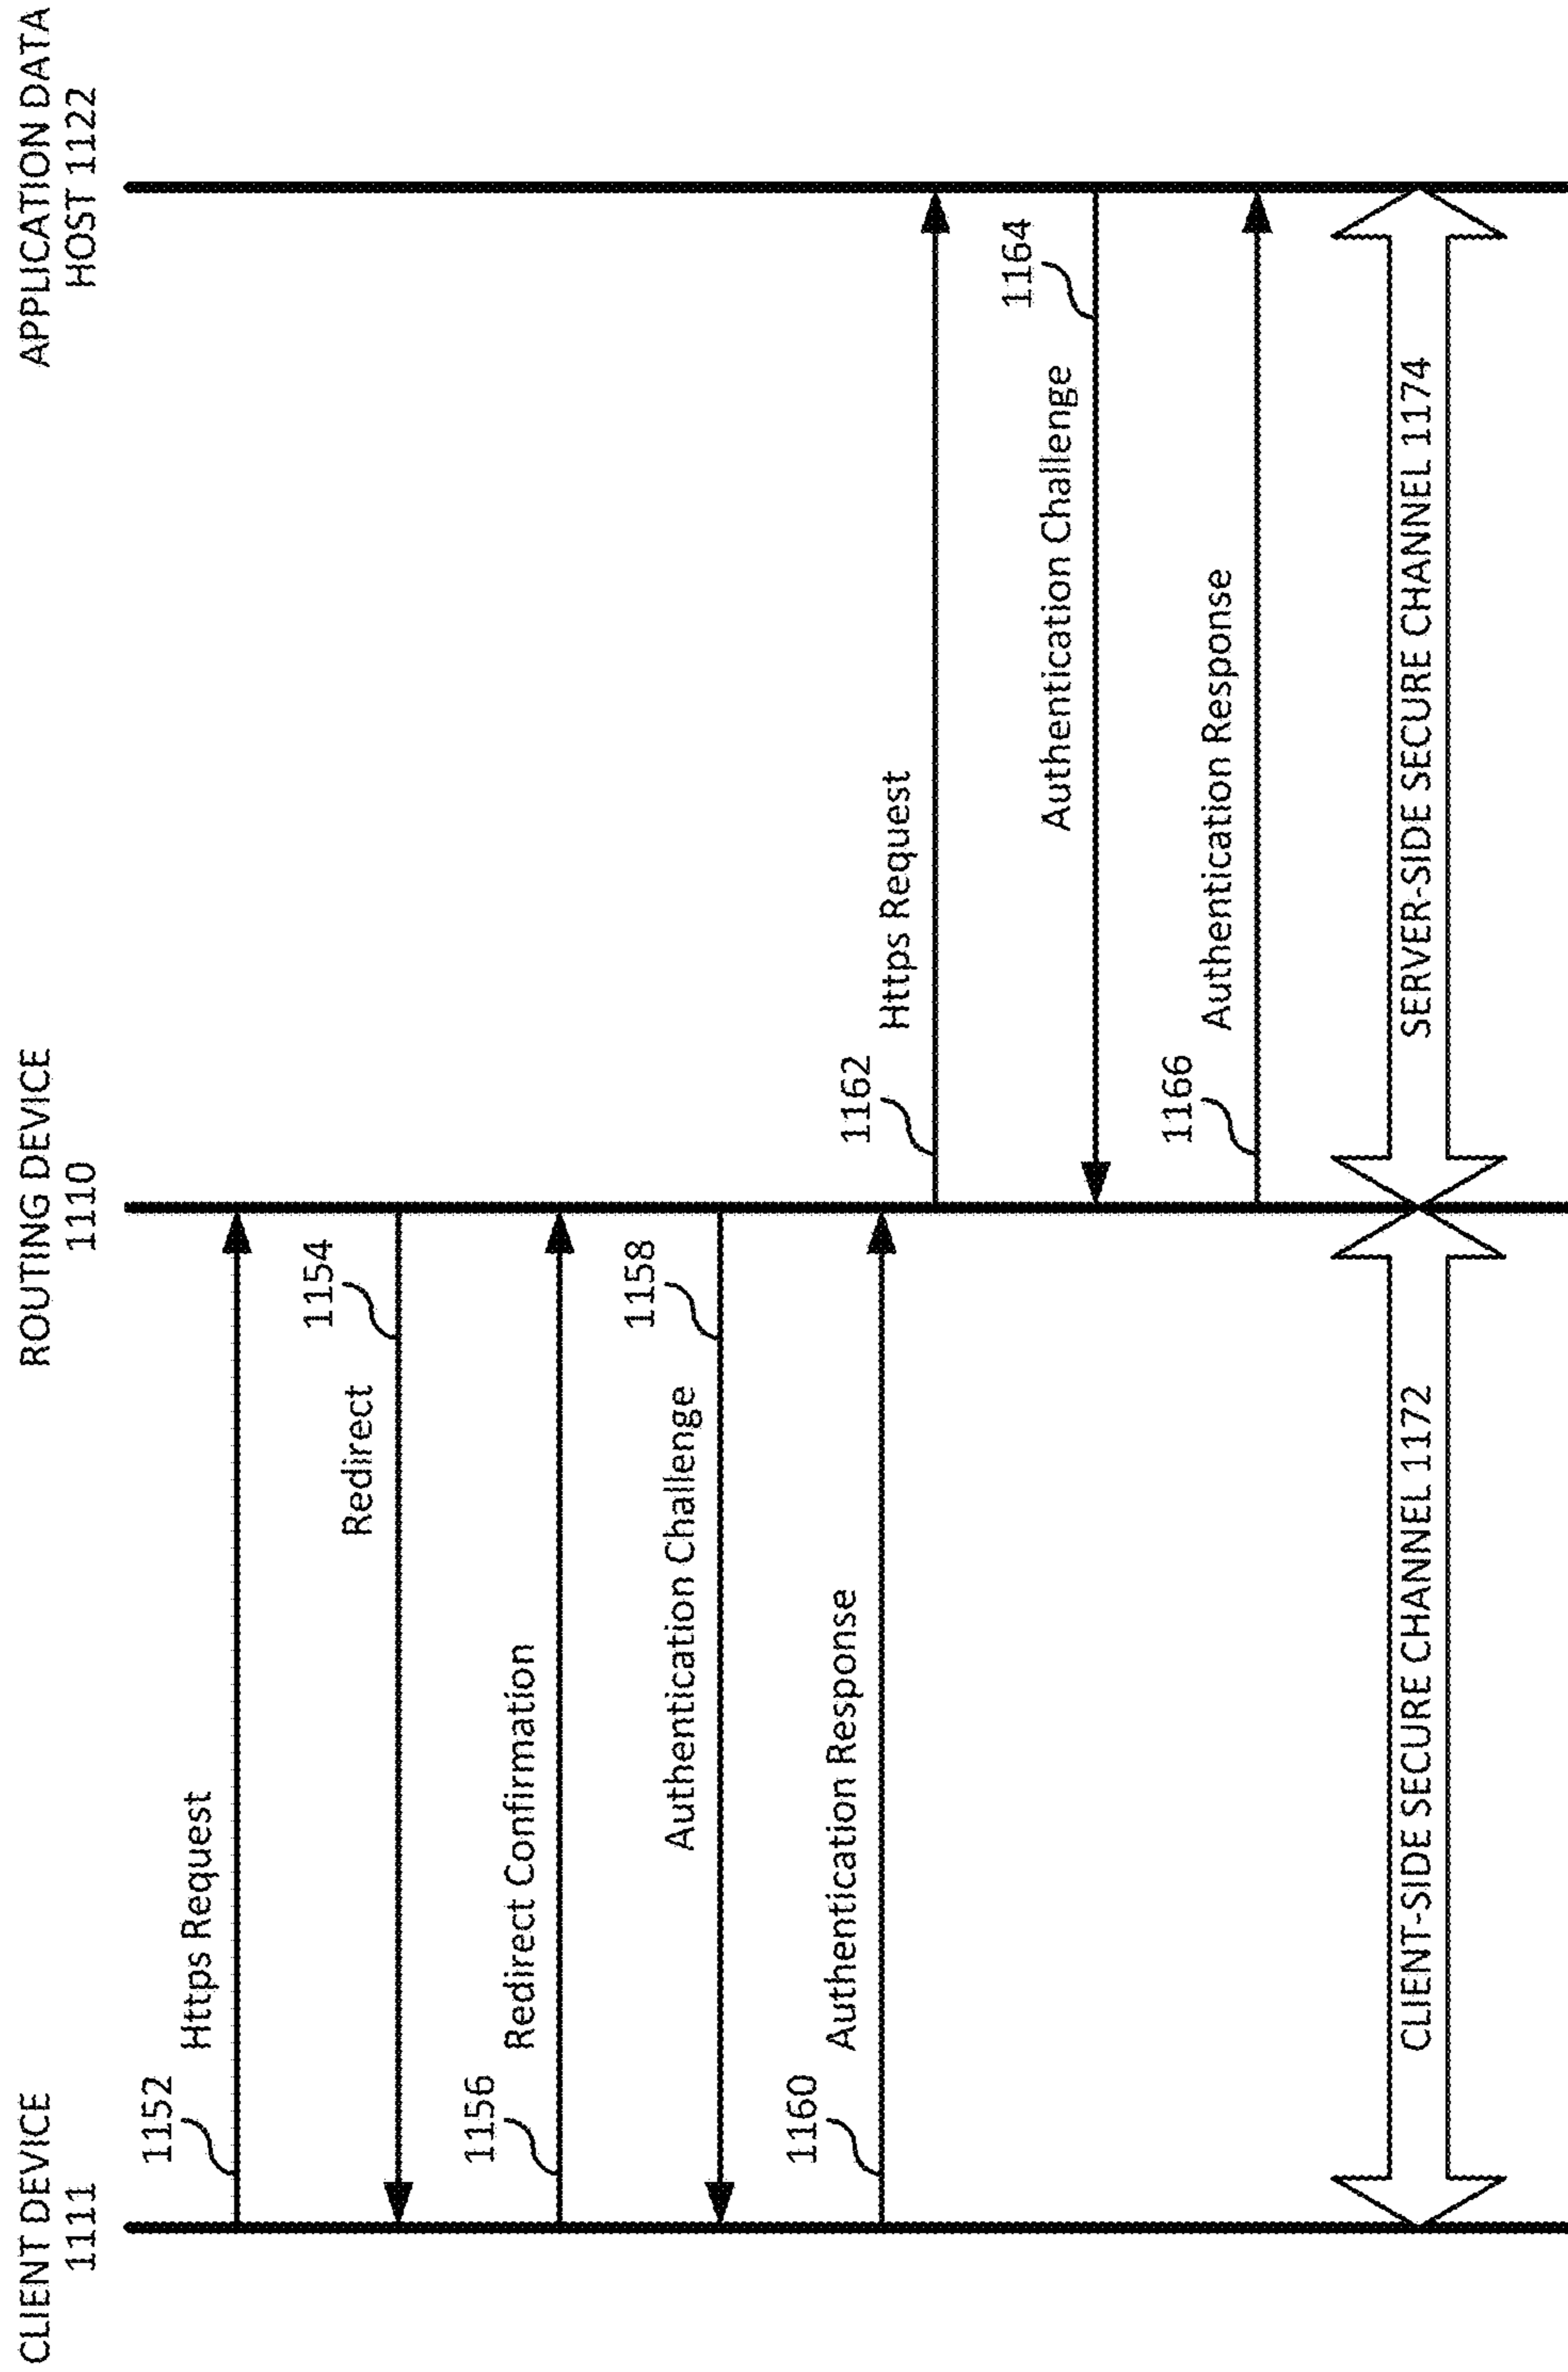 CLIENT DEVICE
1111
ROUTING DEVICE
1110
APPLICATION DATA
HOST 1122
1152
Https Request
1154
Redirect
1156
Redirect Confirmation
1158
Authentication Challenge
1160
Authentication Response
1162
Https Request
1164
Authentication Challenge
1166
Authentication Response
CLIENT-SIDE SECURE CHANNEL 1172
SERVER-SIDE SECURE CHANNEL 1174